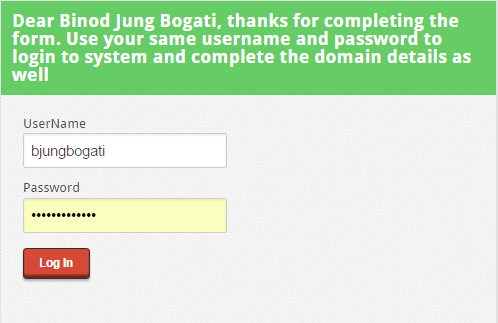 Dear Binod Jung Bogati, thanks for completing the
form. Use your same username and password to
login to system and complete the domain details as
well
UserName
bjungbogati
Password
•••••••••••••
Log In